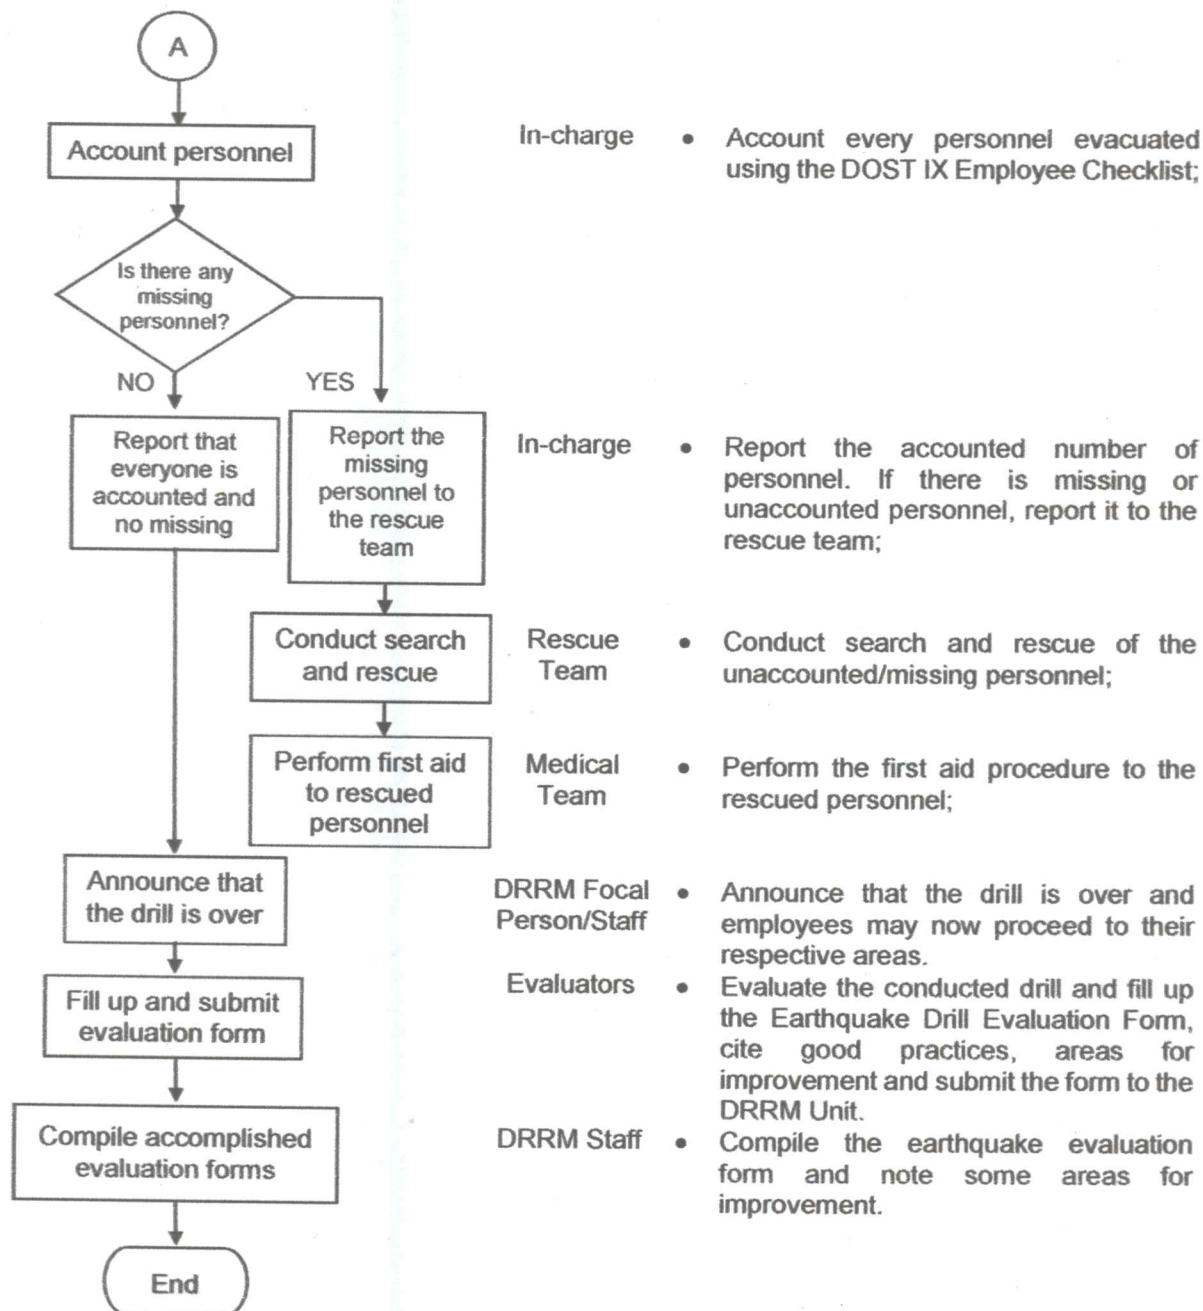 A
Account personnel
In-charge
• Account every personnel evacuated
using the DOST IX Employee Checklist;
Is there any
missing
personnel?
NO
YES
Report that
everyone is
accounted and
no missing
Report the
missing
personnel to
the rescue
team
In-charge
• Report the accounted number of
personnel. If there is missing or
unaccounted personnel, report it to the
rescue team;
Conduct search
and rescue
Rescue
Team
• Conduct search and rescue of the
unaccounted/missing personnel;
Perform first aid
to rescued
personnel
Medical
Team
• Perform the first aid procedure to the
rescued personnel;
Announce that
the drill is over
DRRM Focal
Person/Staff
• Announce that the drill is over and
employees may now proceed to their
respective areas.
Fill up and submit
evaluation form
Evaluators
• Evaluate the conducted drill and fill up
the Earthquake Drill Evaluation Form,
cite good practices, areas for
improvement and submit the form to the
DRRM Unit.
Compile accomplished
evaluation forms
DRRM Staff
• Compile the earthquake evaluation
form and note some areas for
improvement.
End